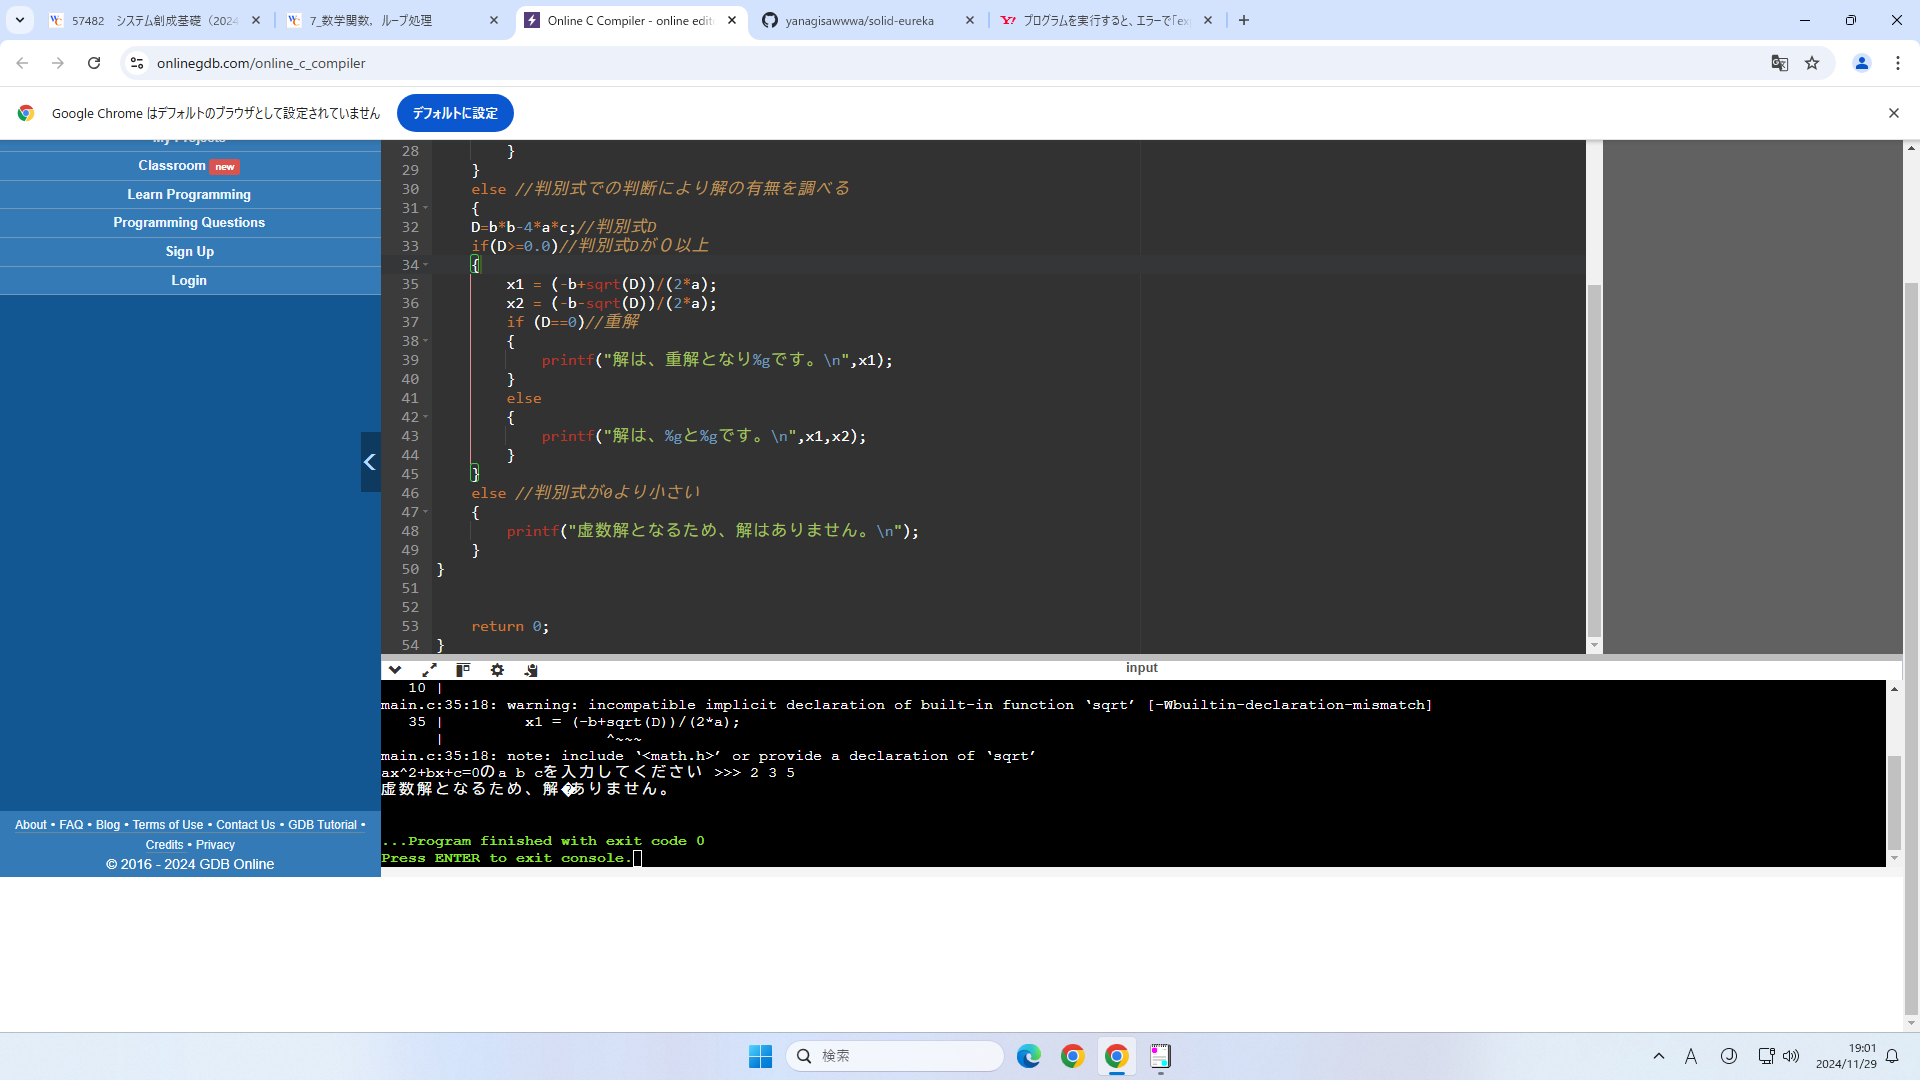 57482 システム創成基礎（2024
7_数学関数，ループ処理
Online C Compiler - online edit
yanagisawwwa/solid-eureka
プログラムを実行すると、エラーで「ex
onlinegdb.com/online_c_compiler
Google Chrome はデフォルトのブラウザとして設定されていません
デフォルトに設定
My Projects
Classroom new
Learn Programming
Programming Questions
Sign Up
Login
28 }
29 }
30 else //判別式での判断により解の有無を調べる
31 {
32 D=b*b-4*a*c;//判別式D
33 if(D>=0.0)//判別式Dが０以上
34 {
35 x1 = (-b+sqrt(D))/(2*a);
36 x2 = (-b-sqrt(D))/(2*a);
37 if (D==0)//重解
38 {
39 printf("解は、重解となり%gです。\n",x1);
40 }
41 else
42 {
43 printf("解は、%gと%gです。\n",x1,x2);
44 }
45 }
46 else //判別式が0より小さい
47 {
48 printf("虚数解となるため、解はありません。\n");
49 }
50 }
51
52
53 return 0;
54 }
input
10 |
main.c:35:18: warning: incompatible implicit declaration of built-in function ‘sqrt’ [-Wbuiltin-declaration-mismatch]
35 | x1 = (-b+sqrt(D))/(2*a);
| ^~~~
main.c:35:18: note: include ‘<math.h>’ or provide a declaration of ‘sqrt’
ax^2+bx+c=0のa b cを入力してください >>> 2 3 5
虚数解となるため、解�ありません。
...Program finished with exit code 0
Press ENTER to exit console.
About • FAQ • Blog • Terms of Use • Contact Us • GDB Tutorial •
Credits • Privacy
© 2016 - 2024 GDB Online
検索
A
19:01
2024/11/29